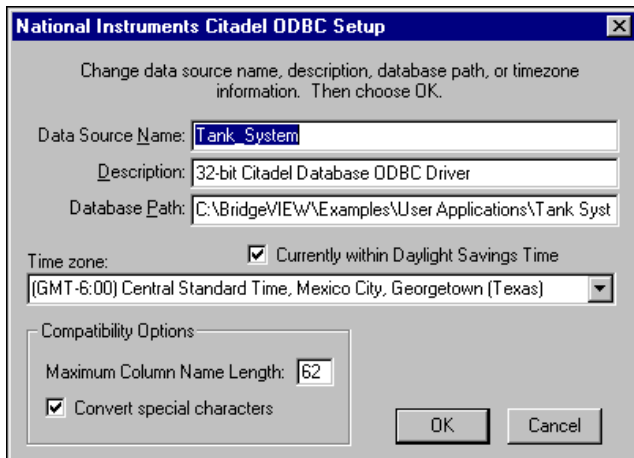 National Instruments Citadel ODBC Setup
Change data source name, description, database path, or timezone
information. Then choose OK.
Data Source Name: Tank_System
Description: 32-bit Citadel Database ODBC Driver
Database Path: C:\BridgeVIEW\Examples\User Applications\Tank Syst
Currently within Daylight Savings Time
Time zone:
(GMT-6:00) Central Standard Time, Mexico City, Georgetown (Texas)
Compatibility Options
Maximum Column Name Length: 62
Convert special characters
OK Cancel